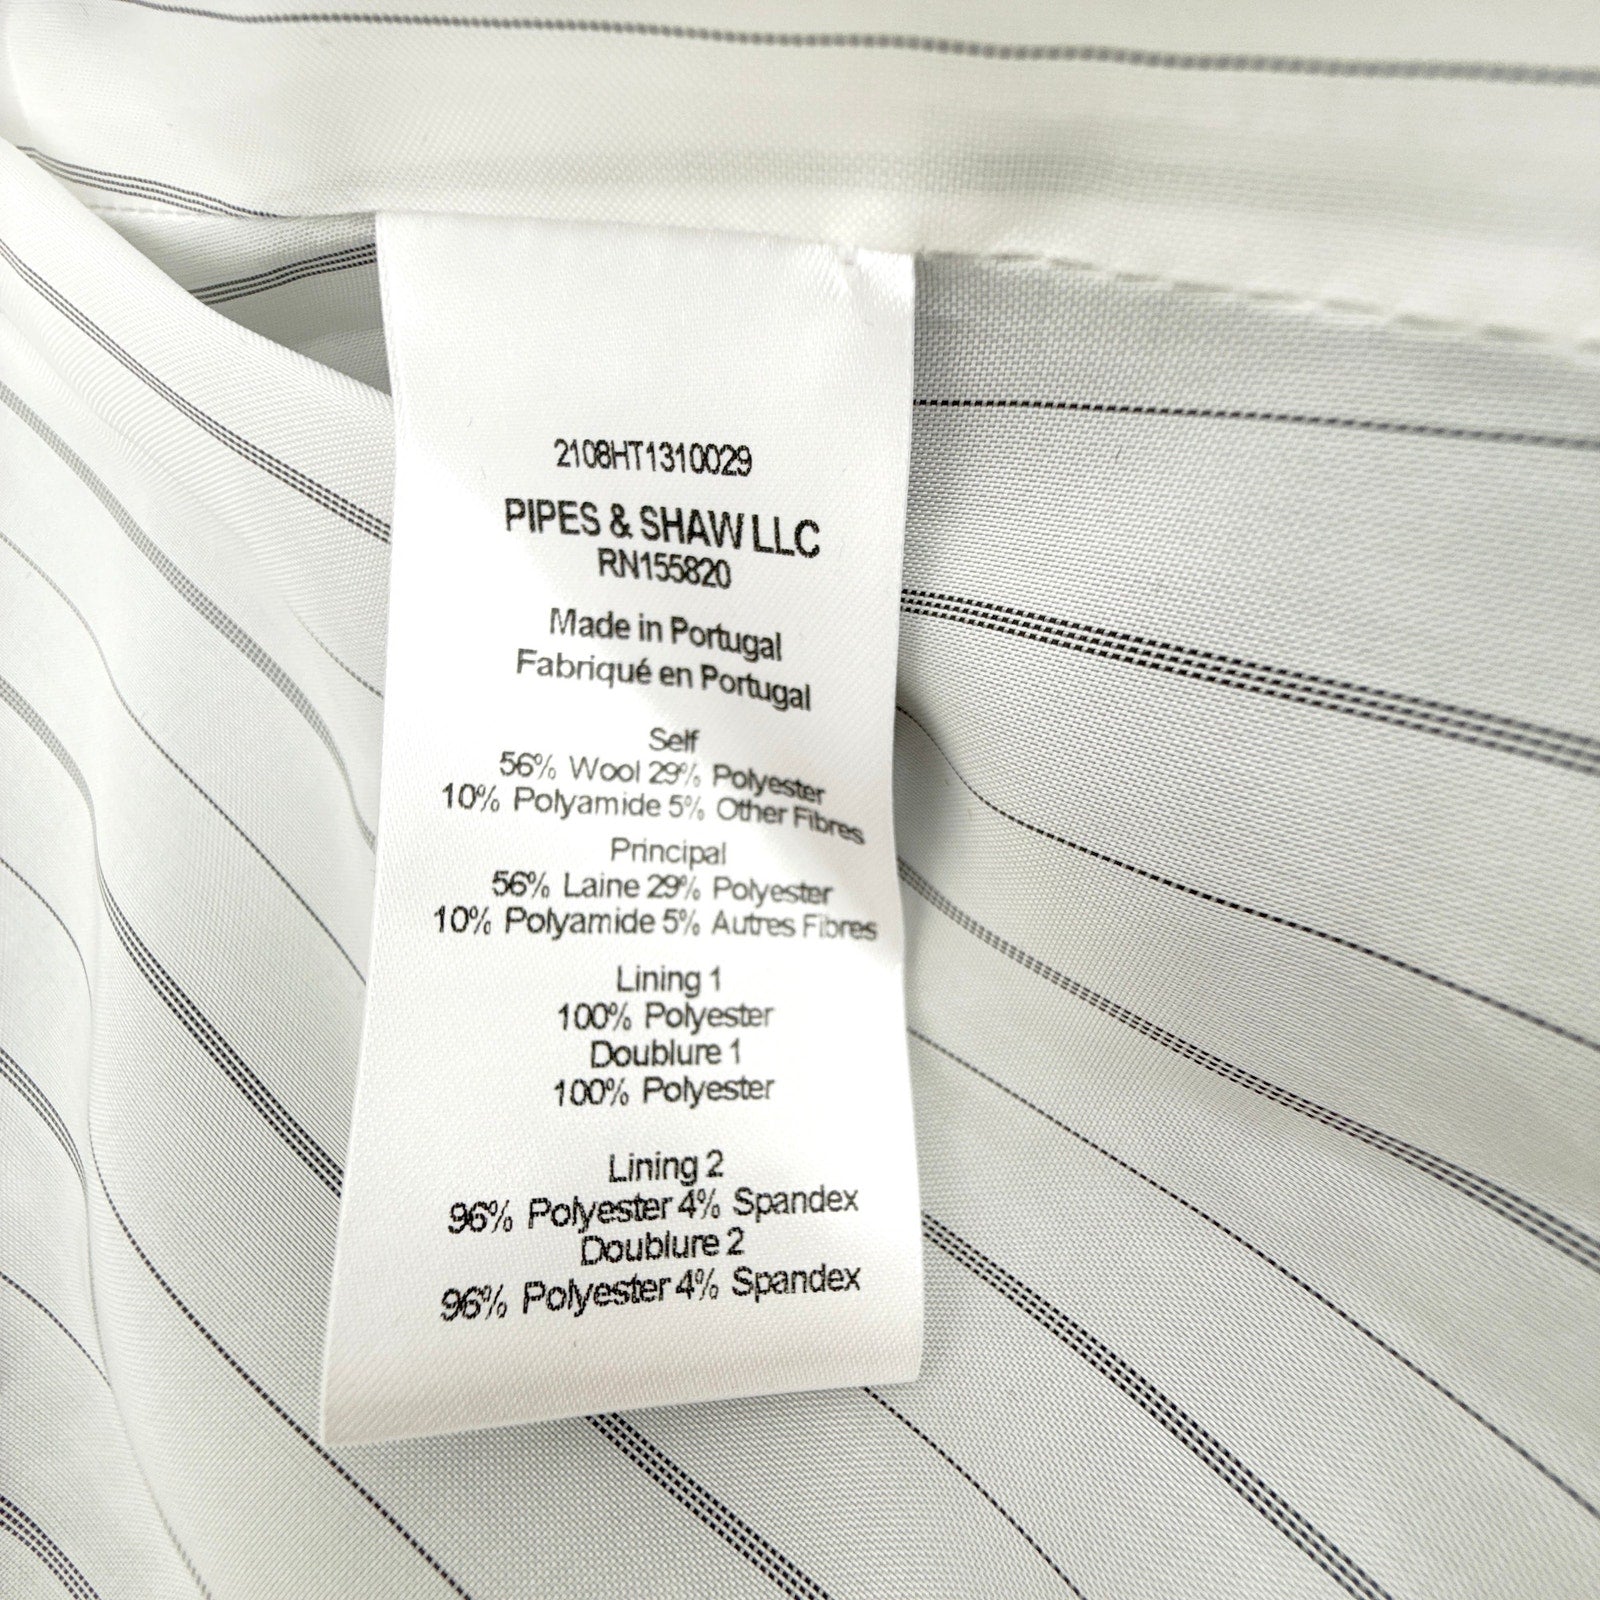 2108HT1310029
PIPES & SHAW LLC
RN155820
Made in Portugal
Fabriqué en Portugal
Self
56% Wool 29% Polyester
10% Polyamide 5% Other Fibres
Principal
56% Laine 29% Polyester
10% Polyamide 5% Autres Fibres
Lining 1
100% Polyester
Doublure 1
100% Polyester
Lining 2
96% Polyester 4% Spandex
Doublure 2
96% Polyester 4% Spandex